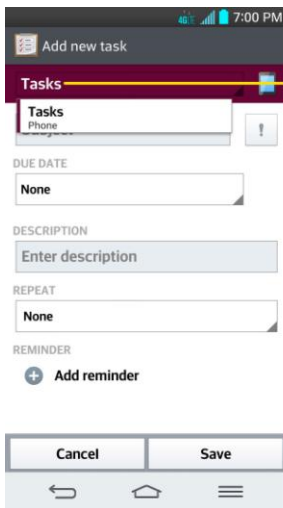 4G 7:00 PM
Add new task
Tasks
Tasks
Phone
!
DUE DATE
None
DESCRIPTION
Enter description
REPEAT
None
REMINDER
Add reminder
Cancel Save